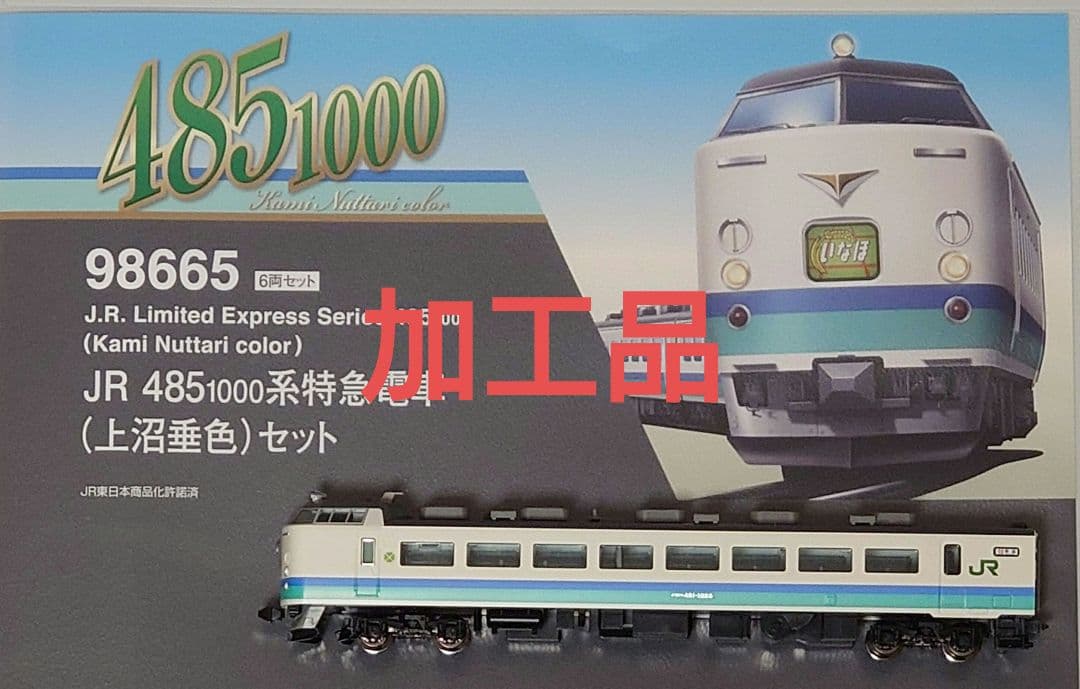 4851000
Kami Nuttari color
98665 6両セット
J.R. Limited Express Series 4851000
(Kami Nuttari color)
JR 4851000系特急電車
(上沼垂色)セット
JR東日本商品化許諾済
加工品
いなほ
JR